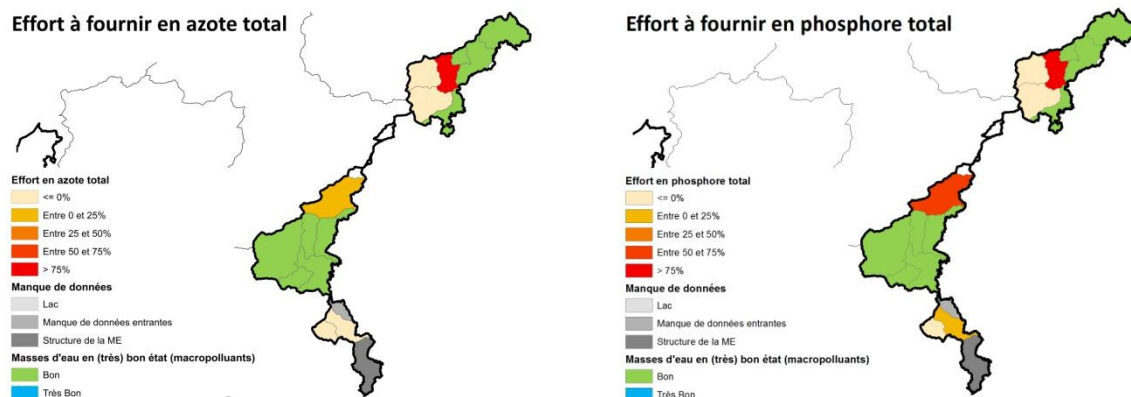 Effort à fournir en azote total
Effort en azote total
<= 0%
Entre 0 et 25%
Entre 25 et 50%
Entre 50 et 75%
> 75%
Manque de données
Lac
Manque de données entrantes
Structure de la ME
Masses d'eau en (très) bon état (macropolluants)
Bon
Très Bon
Effort à fournir en phosphore total
Effort en phosphore total
<= 0%
Entre 0 et 25%
Entre 25 et 50%
Entre 50 et 75%
> 75%
Manque de données
Lac
Manque de données entrantes
Structure de la ME
Masses d'eau en (très) bon état (macropolluants)
Bon
Très Bon